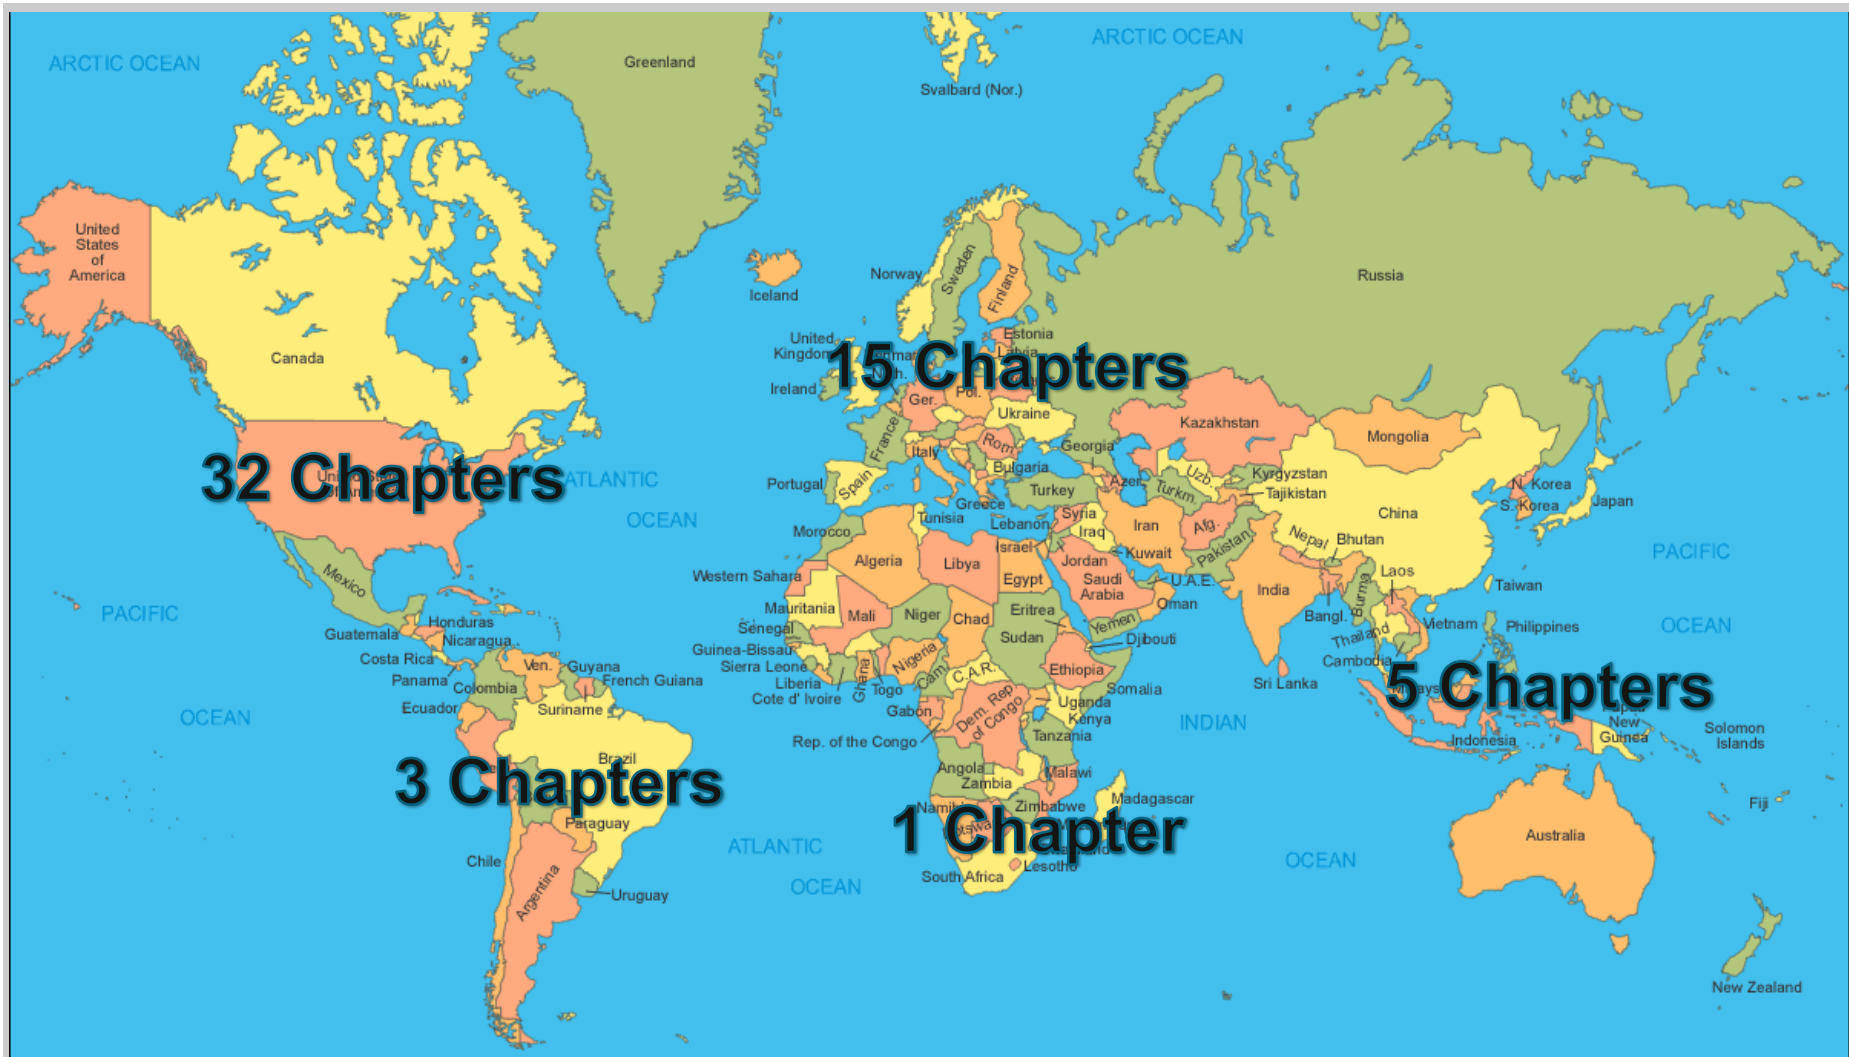 ARCTIC OCEAN
ARCTIC OCEAN
Greenland
Svalbard (Nor.)
United
States
of
America
Canada
Iceland
Norway
Sweden
Finland
Russia
Estonia
Latvia
United
Kingdom
Ireland
15 Chapters
Ger.
Pol.
Ukraine
France
Kazakhstan
Mongolia
Italy
Rom.
Bulgaria
Georgia
32 Chapters
ATLANTIC
OCEAN
Portugal
Spain
Greece
Turkey
Azer.
Uzb.
Turkm.
Kyrgyzstan
Tajikistan
China
N. Korea
S. Korea
Japan
Morocco
Tunisia
Lebanon
Syria
Iraq
Iran
Afg.
Pakistan
Nepal
Bhutan
PACIFIC
OCEAN
Mexico
Western Sahara
Algeria
Libya
Israel
Egypt
Jordan
Kuwait
Saudi
Arabia
U.A.E.
Oman
Yemen
India
Bangl.
Burma
Laos
Taiwan
PACIFIC
OCEAN
Honduras
Guatemala
Nicaragua
Costa Rica
Panama
Mauritania
Mali
Niger
Chad
Eritrea
Sudan
Djibouti
Senegal
Guinea-Bissau
Sierra Leone
Liberia
Cote d' Ivoire
Ghana
Togo
Nigeria
Cam.
C.A.R.
Ethiopia
Somalia
Thailand
Vietnam
Cambodia
Philippines
Sri Lanka
Ven.
Guyana
French Guiana
Colombia
Suriname
Ecuador
Brazil
Gabon
Rep. of the Congo
Dem. Rep.
of Congo
Uganda
Kenya
Tanzania
INDIAN
OCEAN
5 Chapters
New
Guinea
Indonesia
Solomon
Islands
3 Chapters
Angola
Zambia
Malawi
Zimbabwe
Madagascar
1 Chapter
Lesotho
South Africa
Paraguay
Chile
Argentina
Uruguay
ATLANTIC
OCEAN
Fiji
Australia
New Zealand